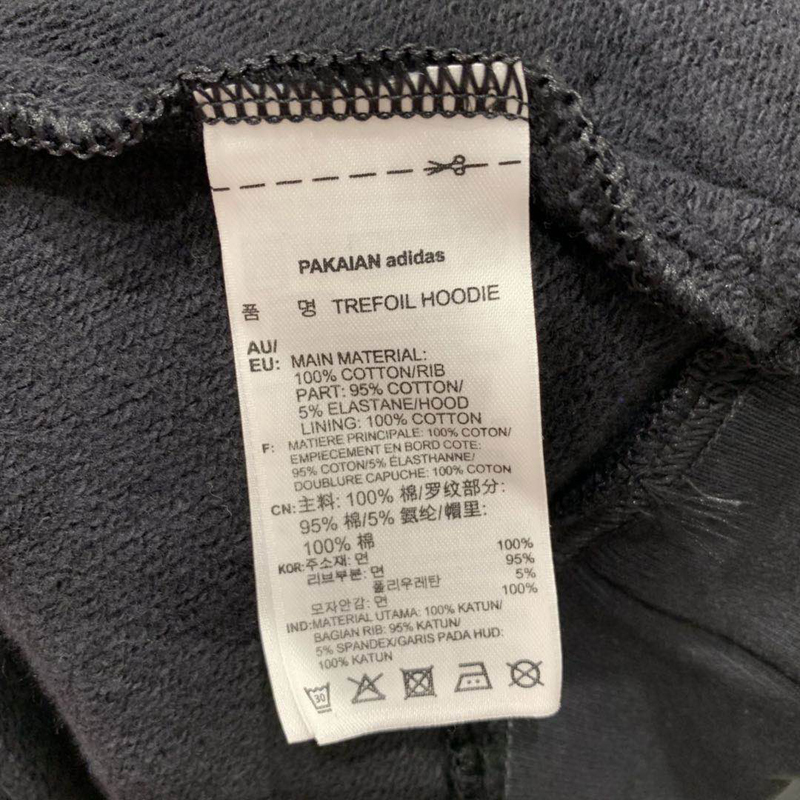 PAKAIAN adidas
품 명 TREFOIL HOODIE
AU/
EU: MAIN MATERIAL:
100% COTTON/RIB
PART: 95% COTTON/
5% ELASTANE/HOOD
LINING: 100% COTTON
F: MATIERE PRINCIPALE: 100% COTON/
EMPIECEMENT EN BORD COTE:
95% COTON/5% ÉLASTHANNE/
DOUBLURE CAPUCHE: 100% COTON
CN: 主料: 100% 棉/罗纹部分:
95% 棉/5% 氨纶/帽里:
100% 棉
KOR: 주소재: 면 100%
리브부분: 면 95%
폴리우레탄 5%
모자안감: 면 100%
IND: MATERIAL UTAMA: 100% KATUN/
BAGIAN RIB: 95% KATUN/
5% SPANDEX/GARIS PADA HUD:
100% KATUN
30